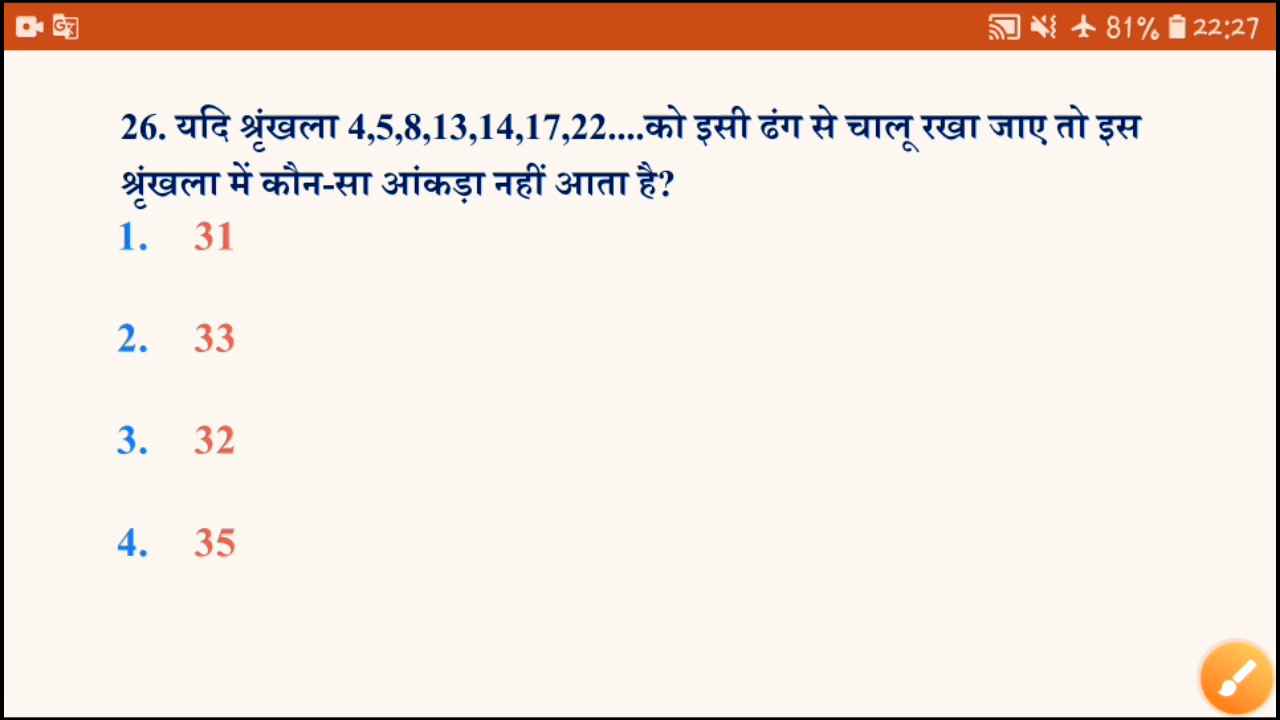 81% 22:27
26. यदि श्रृंखला 4,5,8,13,14,17,22....को इसी ढंग से चालू रखा जाए तो इस
श्रृंखला में कौन-सा आंकड़ा नहीं आता है?
1. 31
2. 33
3. 32
4. 35